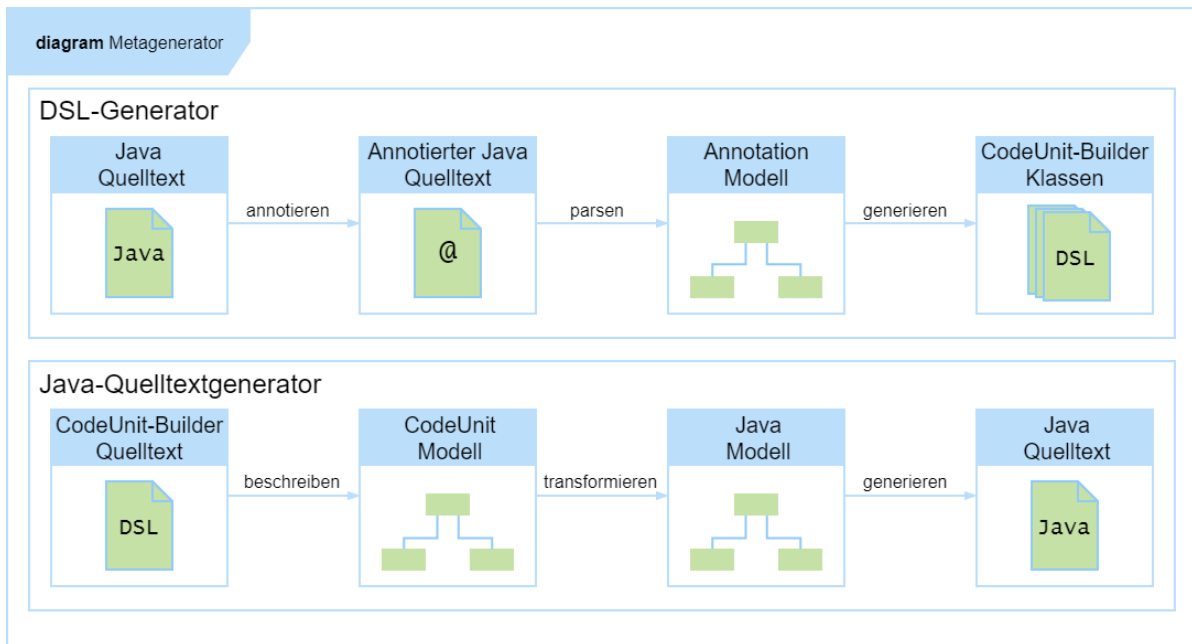 diagram Metagenerator
DSL-Generator
Java
Quelltext
Java
annotieren
Annotierter Java
Quelltext
@
parsen
Annotation
Modell
generieren
CodeUnit-Builder
Klassen
DSL
Java-Quelltextgenerator
CodeUnit-Builder
Quelltext
DSL
beschreiben
CodeUnit
Modell
transformieren
Java
Modell
generieren
Java
Quelltext
Java